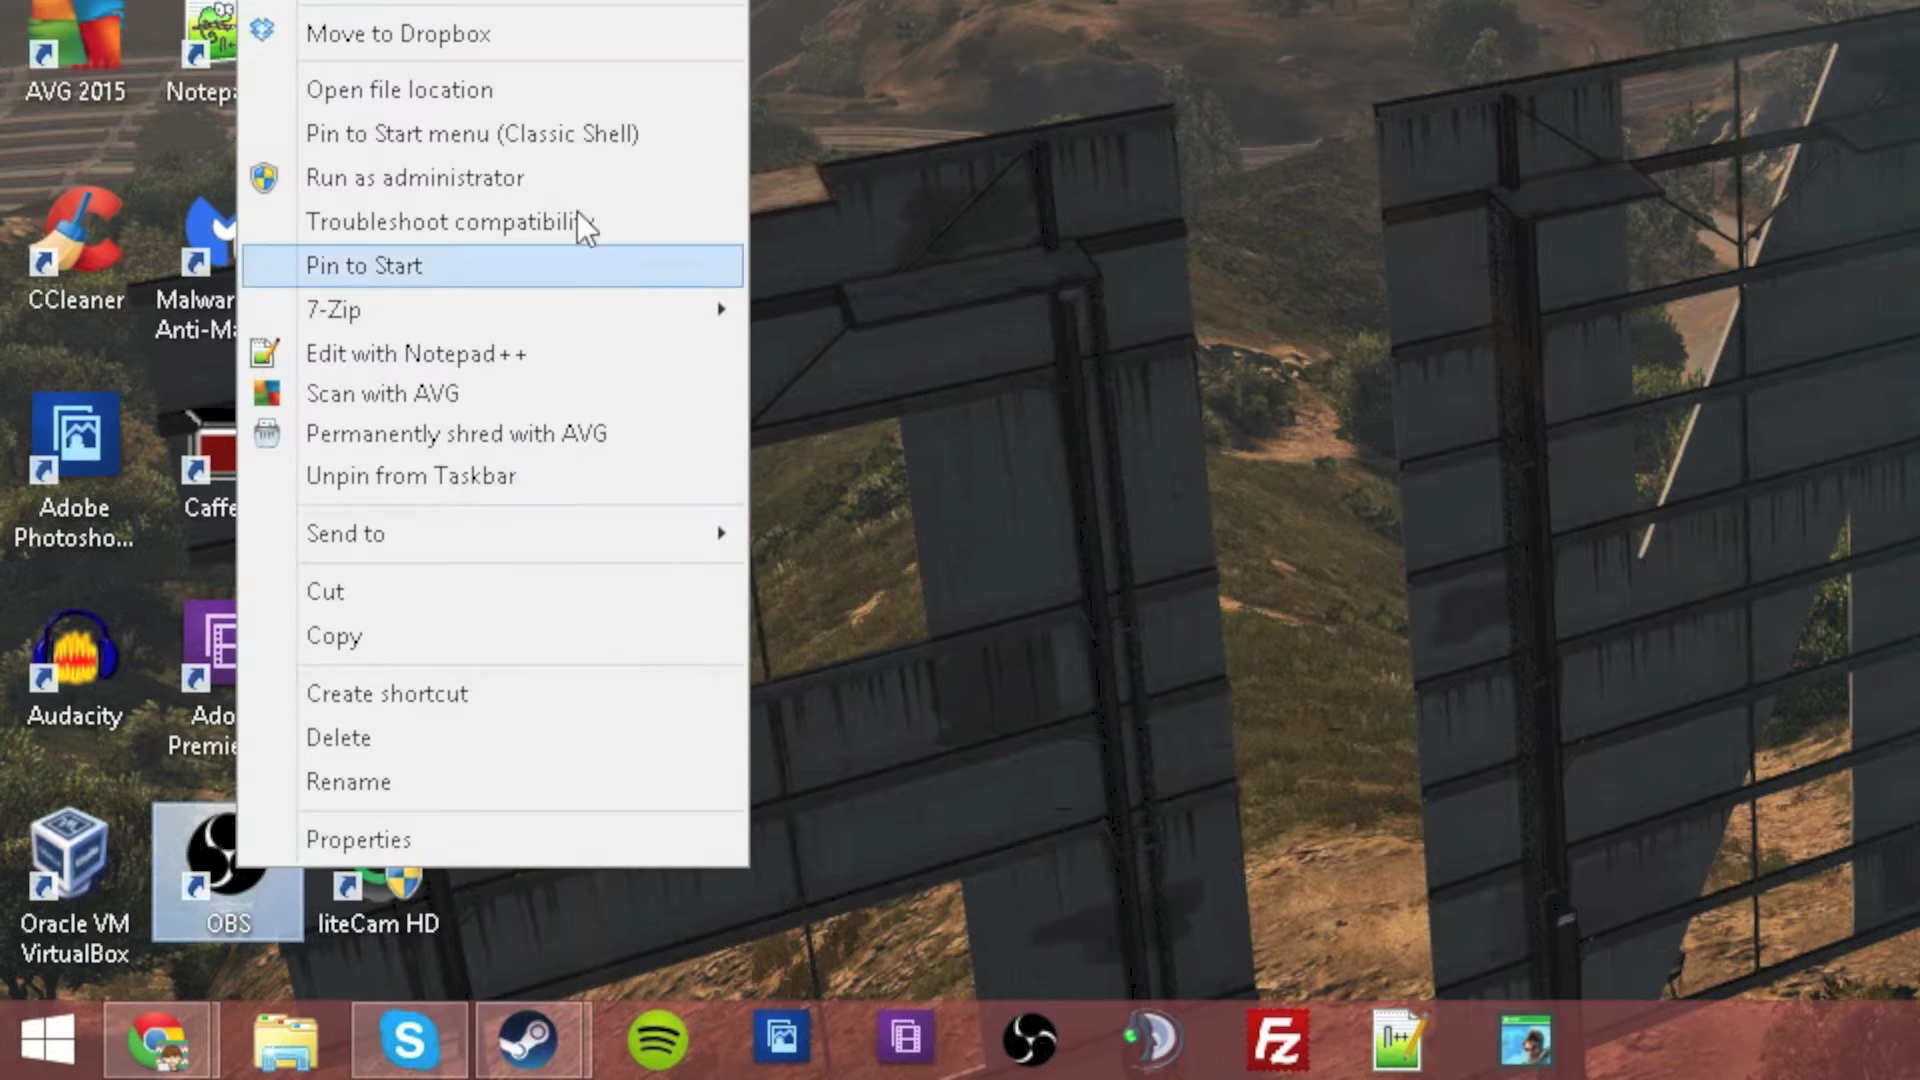 Move to Dropbox
Open file location
Pin to Start menu (Classic Shell)
Run as administrator
Troubleshoot
Pin to Start
7-Zip
Edit with Notepad++
Scan with AVG
Permanently shred with AVG
Unpin from Taskbar
Send to
Cut
Copy
Create shortcut
Delete
Rename
Properties
AVG 2015
Notep
CCleaner
Malwar
Anti-Ma
Adobe
Photosho...
Caffe
Audacity
Ado
Premie
Oracle VM
VirtualBox
OBS
liteCam HD
S
Fz
n++